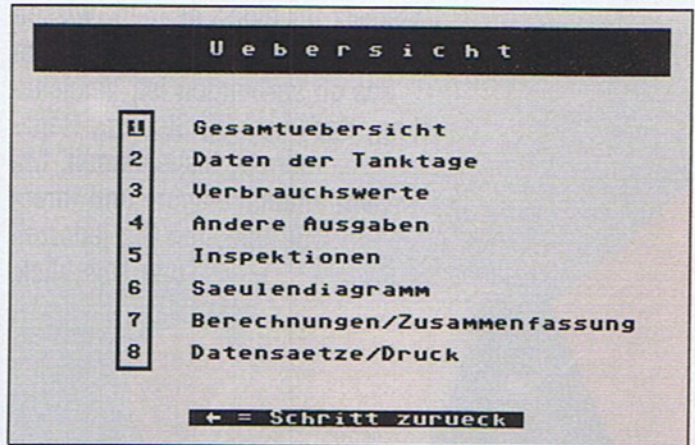 Uebersicht
1 Gesamtuebersicht
2 Daten der Tanktage
3 Verbrauchswerte
4 Andere Ausgaben
5 Inspektionen
6 Saeulendiagramm
7 Berechnungen/Zusammenfassung
8 Datensaetze/Druck
← = Schritt zurueck